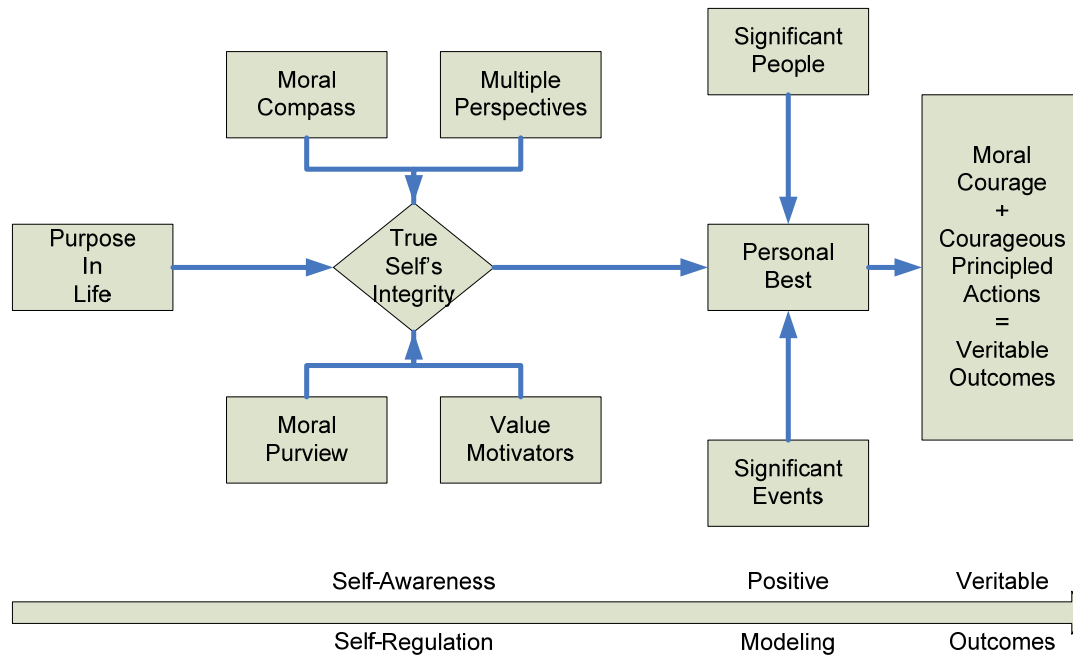 Significant
People
Moral
Compass
Multiple
Perspectives
Purpose
In
Life
True
Self's
Integrity
Personal
Best
Moral
Courage
+
Courageous
Principled
Actions
=
Veritable
Outcomes
Moral
Purview
Value
Motivators
Significant
Events
Self-Awareness
Positive
Veritable
Self-Regulation
Modeling
Outcomes